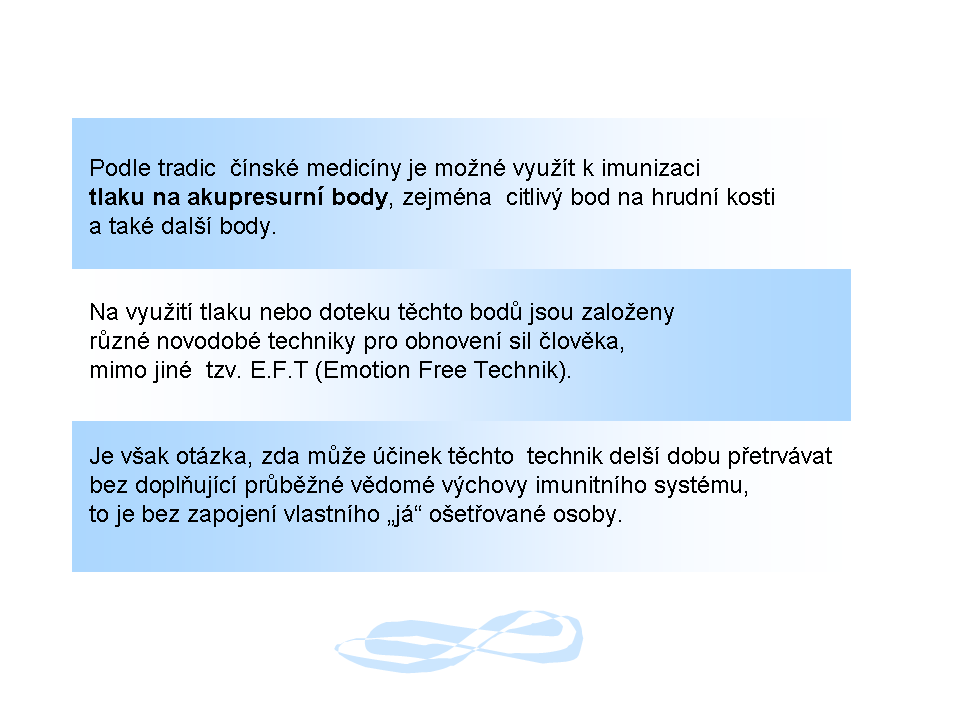 Podle tradic  čínské medicíny je možné využít k imunizaci
tlaku na akupresurní body, zejména  citlivý bod na hrudní kosti
a také další body.
Na využití tlaku nebo doteku těchto bodů jsou založeny
různé novodobé techniky pro obnovení sil člověka,
mimo jiné  tzv. E.F.T (Emotion Free Technik).
Je však otázka, zda může účinek těchto  technik delší dobu přetrvávat
bez doplňující průběžné vědomé výchovy imunitního systému,
to je bez zapojení vlastního „já“ ošetřované osoby.